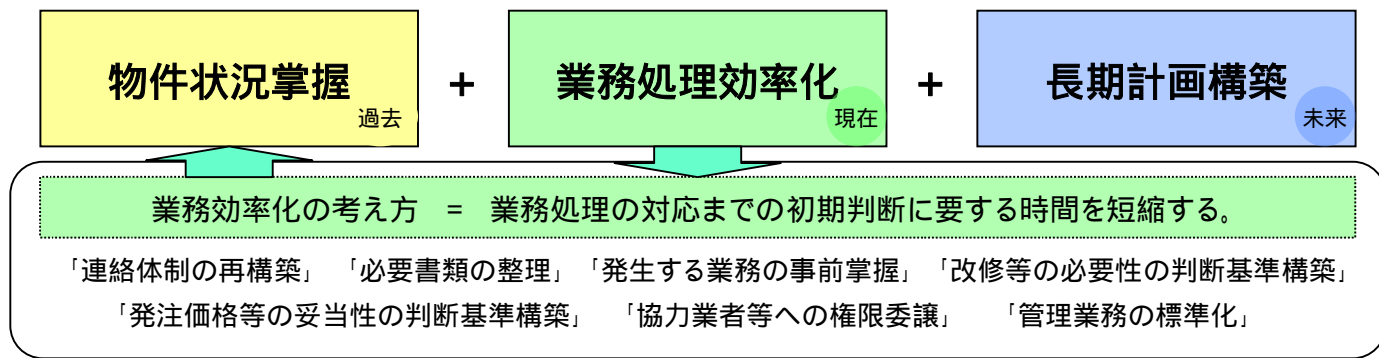 物件状況掌握 + 業務処理効率化 + 長期計画構築
過去 現在 未来
業務効率化の考え方 = 業務処理の対応までの初期判断に要する時間を短縮する。
「連絡体制の再構築」 「必要書類の整理」 「発生する業務の事前掌握」 「改修等の必要性の判断基準構築」
「発注価格等の妥当性の判断基準構築」 「協力業者等への権限委譲」 「管理業務の標準化」